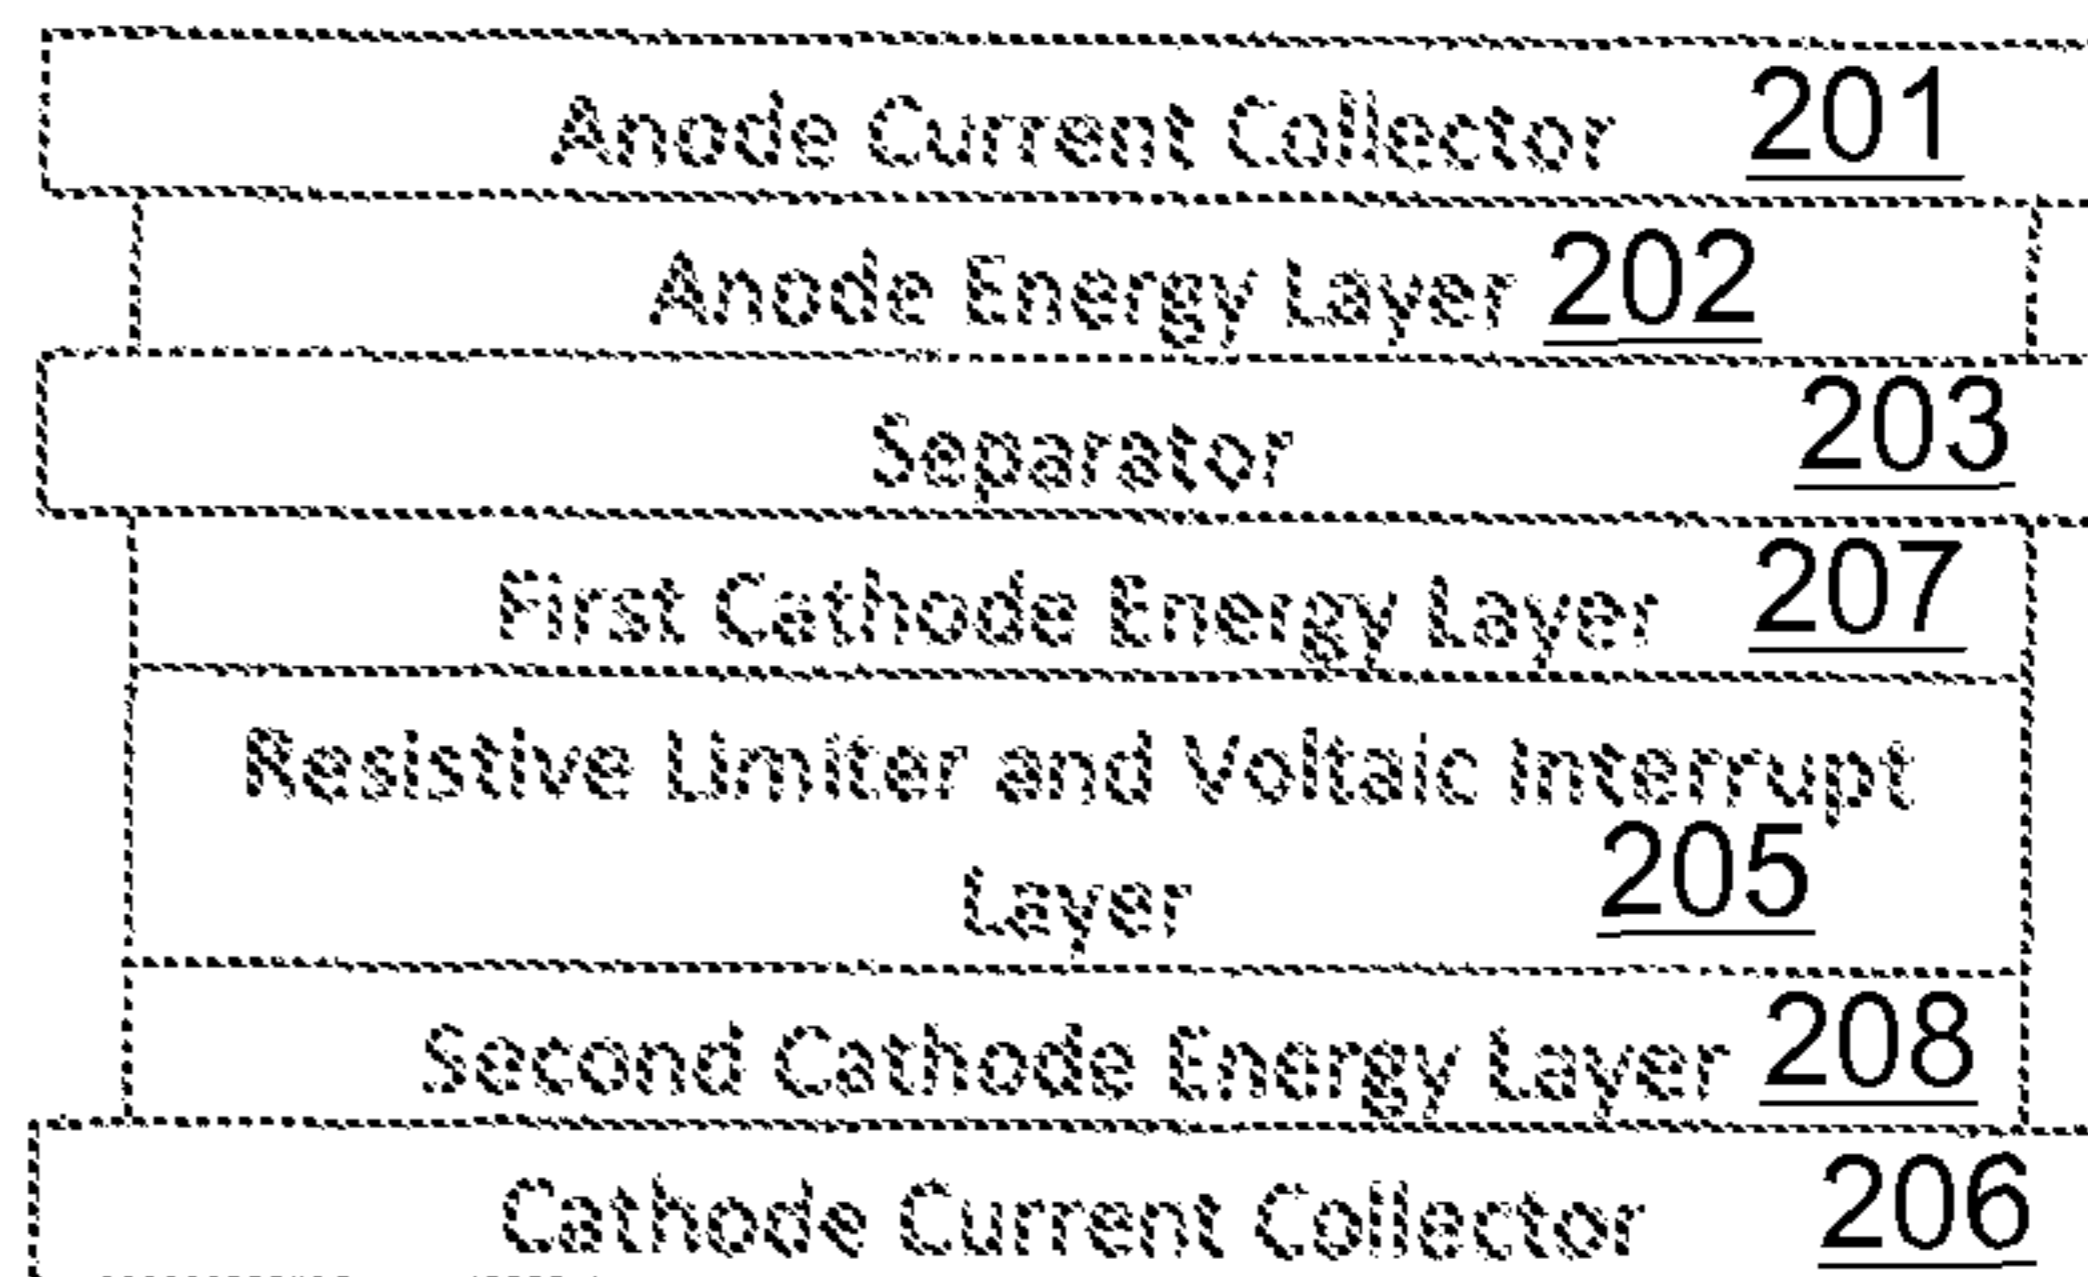 Anode Current Collector 201
Anode Energy Layer 202
Separator 203
First Cathode Energy Layer 207
Resistive Limiter and Voltaic Interrupt
Layer 205
Second Cathode Energy Layer 208
Cathode Current Collector 206